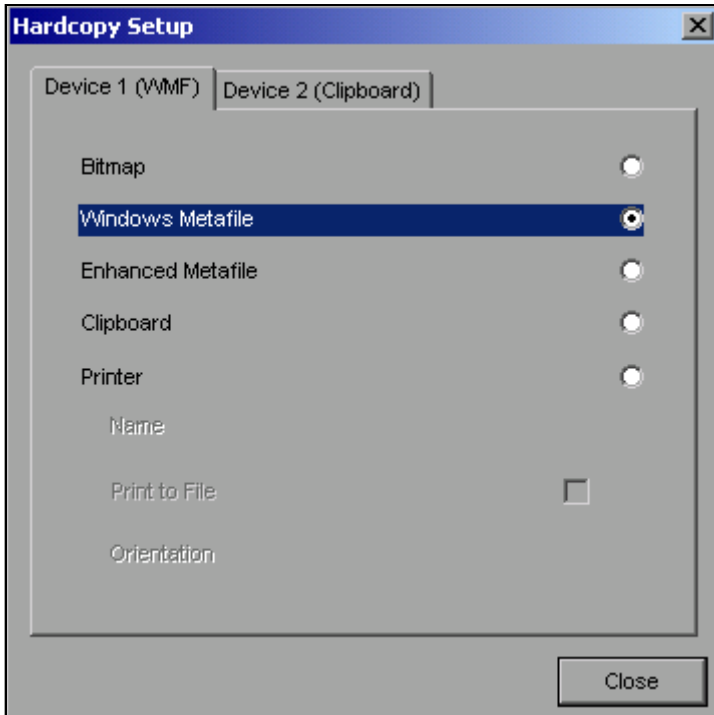 Hardcopy Setup
Device 1 (WMF)
Device 2 (Clipboard)
Bitmap
Windows Metafile
Enhanced Metafile
Clipboard
Printer
Name
Print to File
Orientation
Close